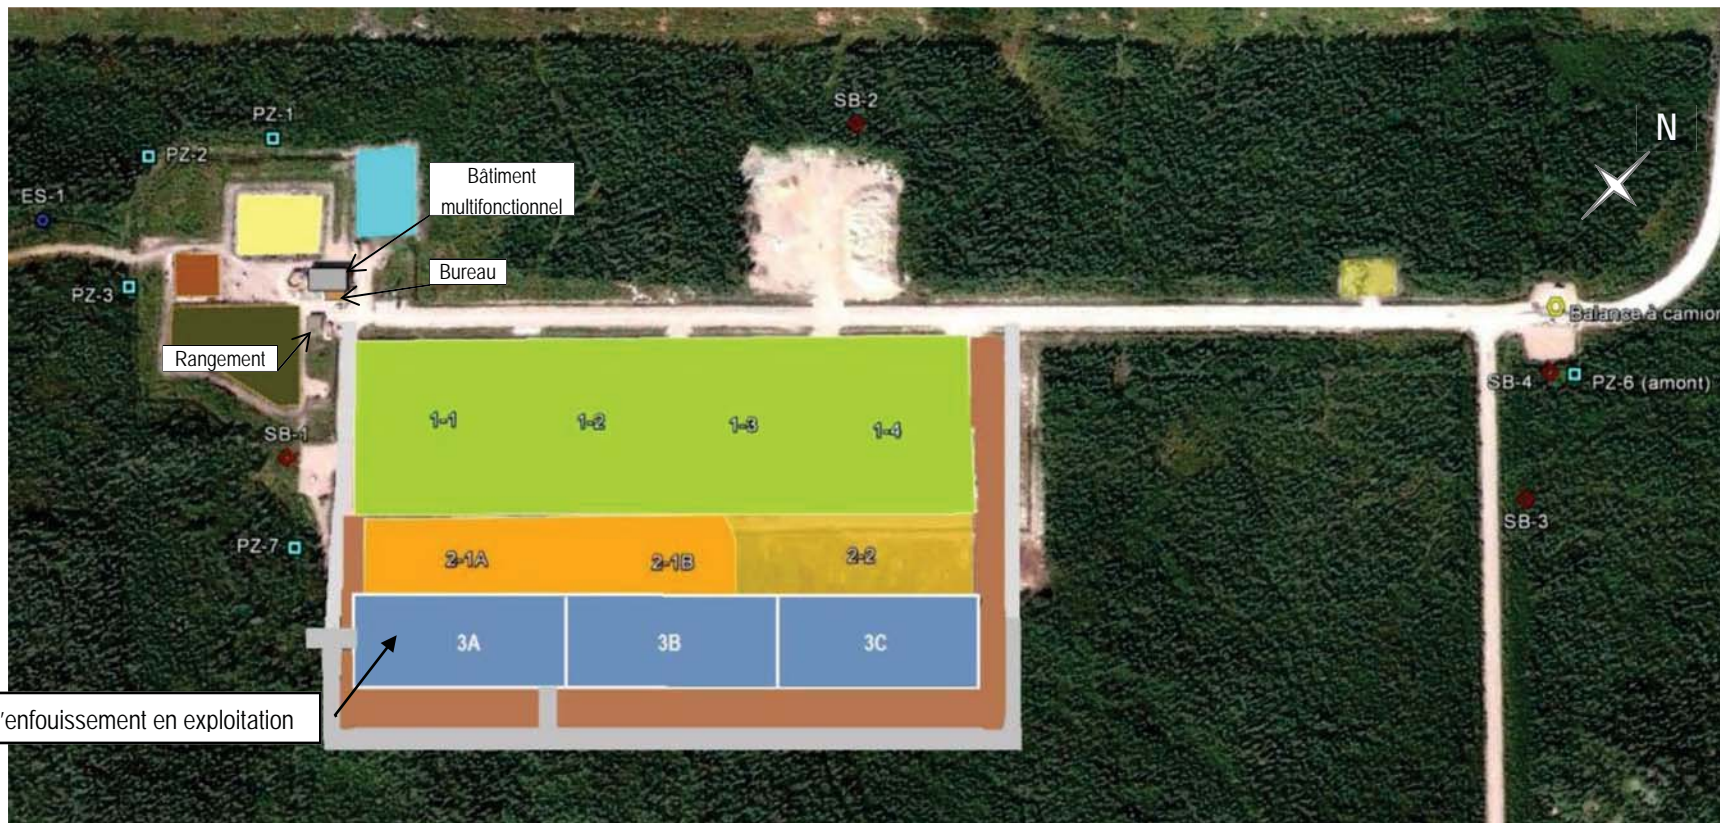 SB-2
PZ-1
N
PZ-2
Bâtiment
multifonctionnel
ES-1
Bureau
PZ-3
Balance à camion
Rangement
SB-4
PZ-6 (amont)
1-1
1-2
1-3
1-4
SB-1
SB-3
PZ-7
2-1A
2-1B
2-2
3A
3B
3C
'enfouissement en exploitation